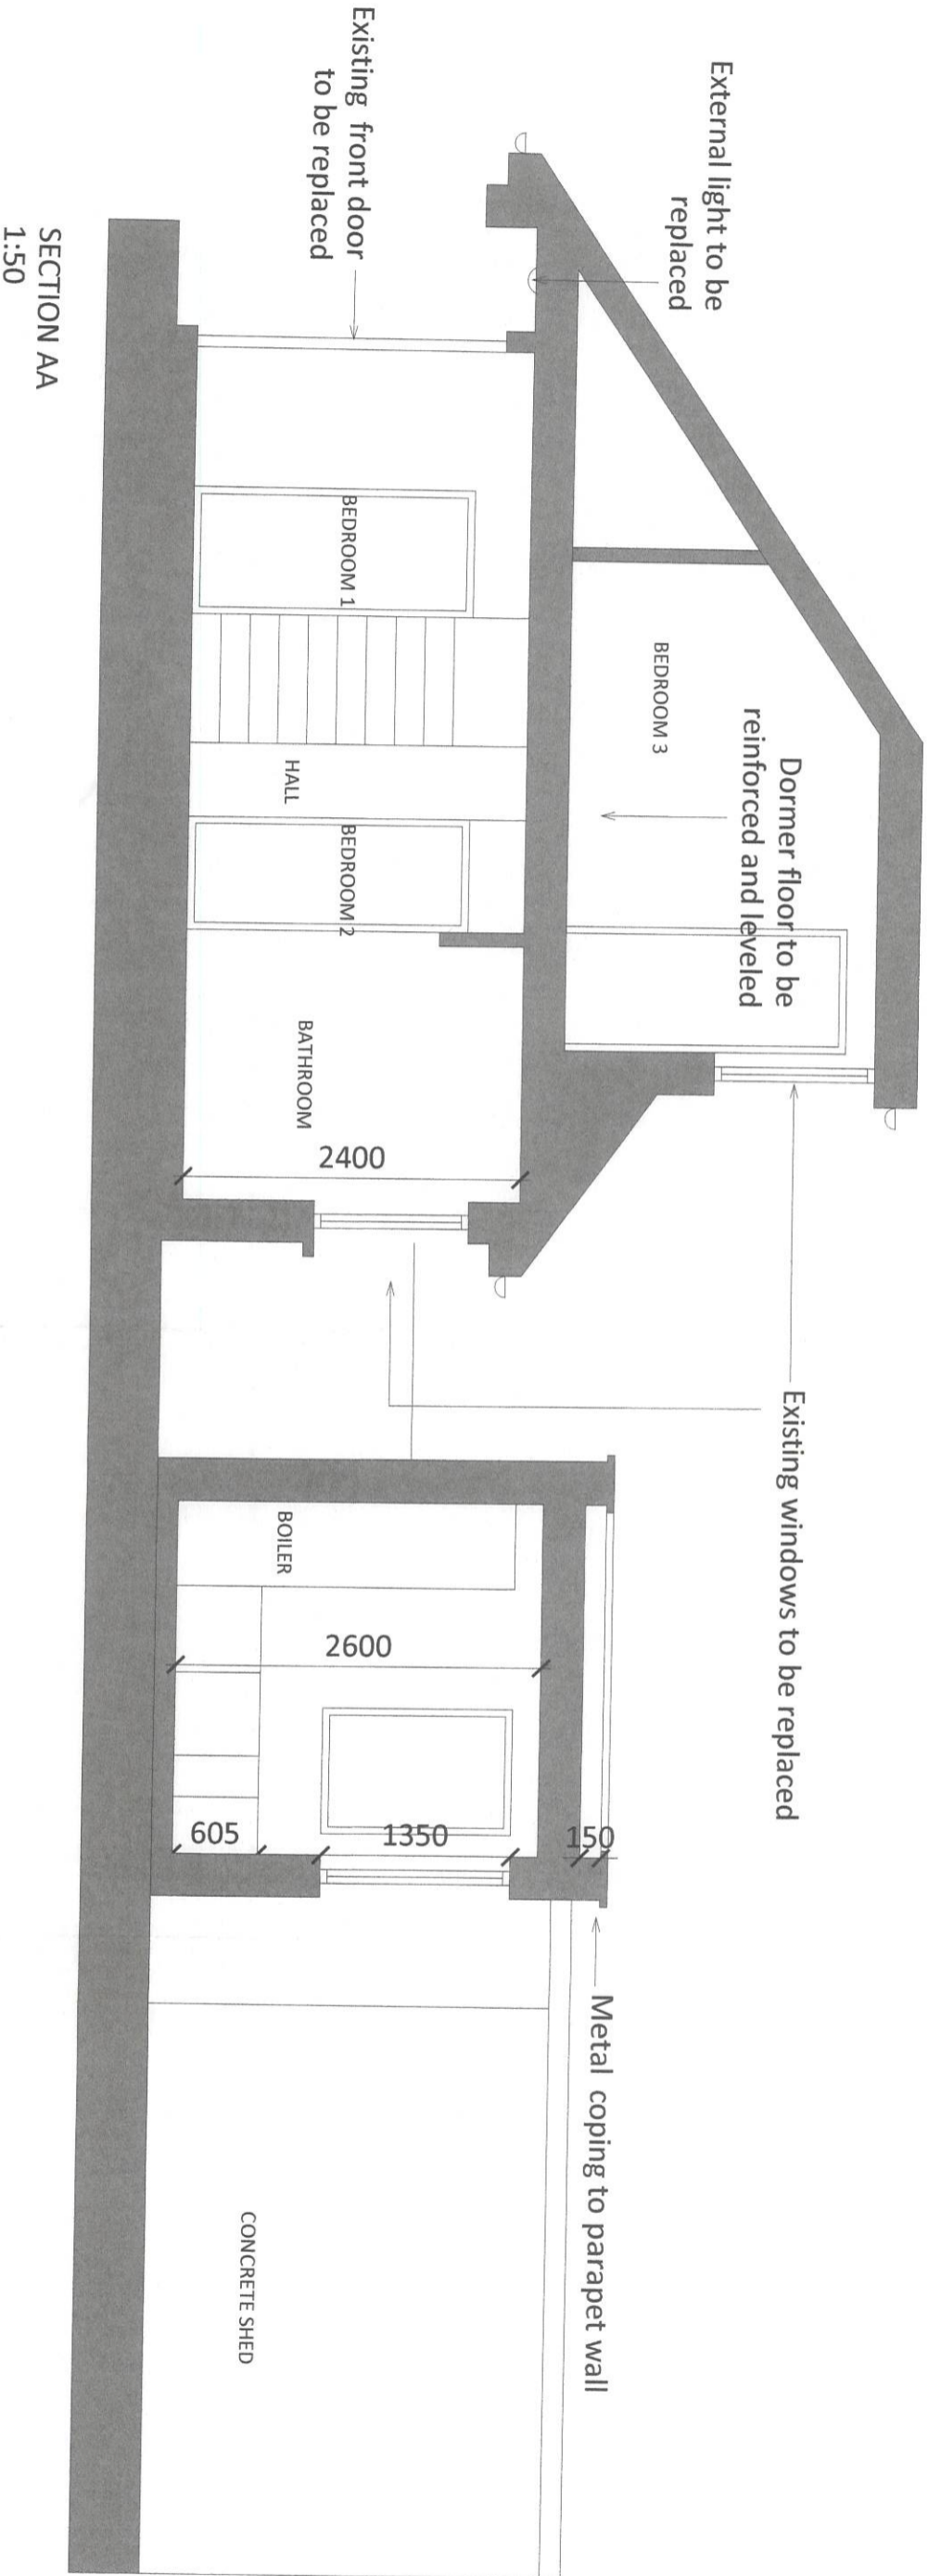 External light to be
replaced
Existing front door
to be replaced
Dormer floor to be
reinforced and leveled
Existing windows to be replaced
Metal coping to parapet wall
BEDROOM 3
BEDROOM 1
HALL
BEDROOM 2
BATHROOM
2400
BOILER
2600
605
1350
150
CONCRETE SHED
SECTION AA
1:50